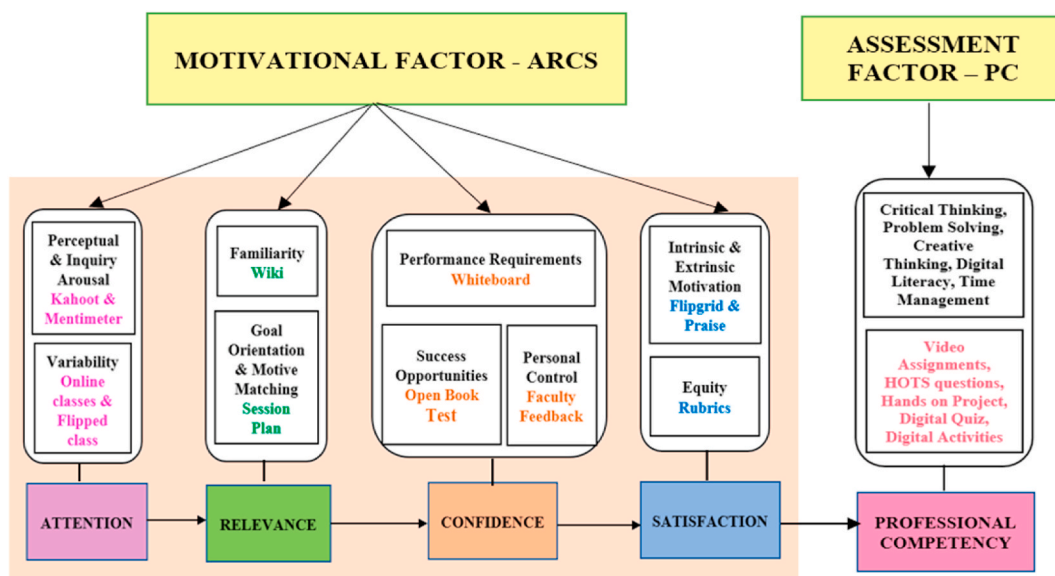 MOTIVATIONAL FACTOR - ARCS
ASSESSMENT
FACTOR – PC
Perceptual
& Inquiry
Arousal
Kahoot &
Mentimeter
Variability
Online
classes &
Flipped
class
Familiarity
Wiki
Goal
Orientation
& Motive
Matching
Session
Plan
Performance Requirements
Whiteboard
Success
Opportunities
Open Book
Test
Personal
Control
Faculty
Feedback
Intrinsic &
Extrinsic
Motivation
Flipgrid &
Praise
Equity
Rubrics
Critical Thinking,
Problem Solving,
Creative
Thinking, Digital
Literacy, Time
Management
Video
Assignments,
HOTS questions,
Hands on Project,
Digital Quiz,
Digital Activities
ATTENTION
RELEVANCE
CONFIDENCE
SATISFACTION
PROFESSIONAL
COMPETENCY